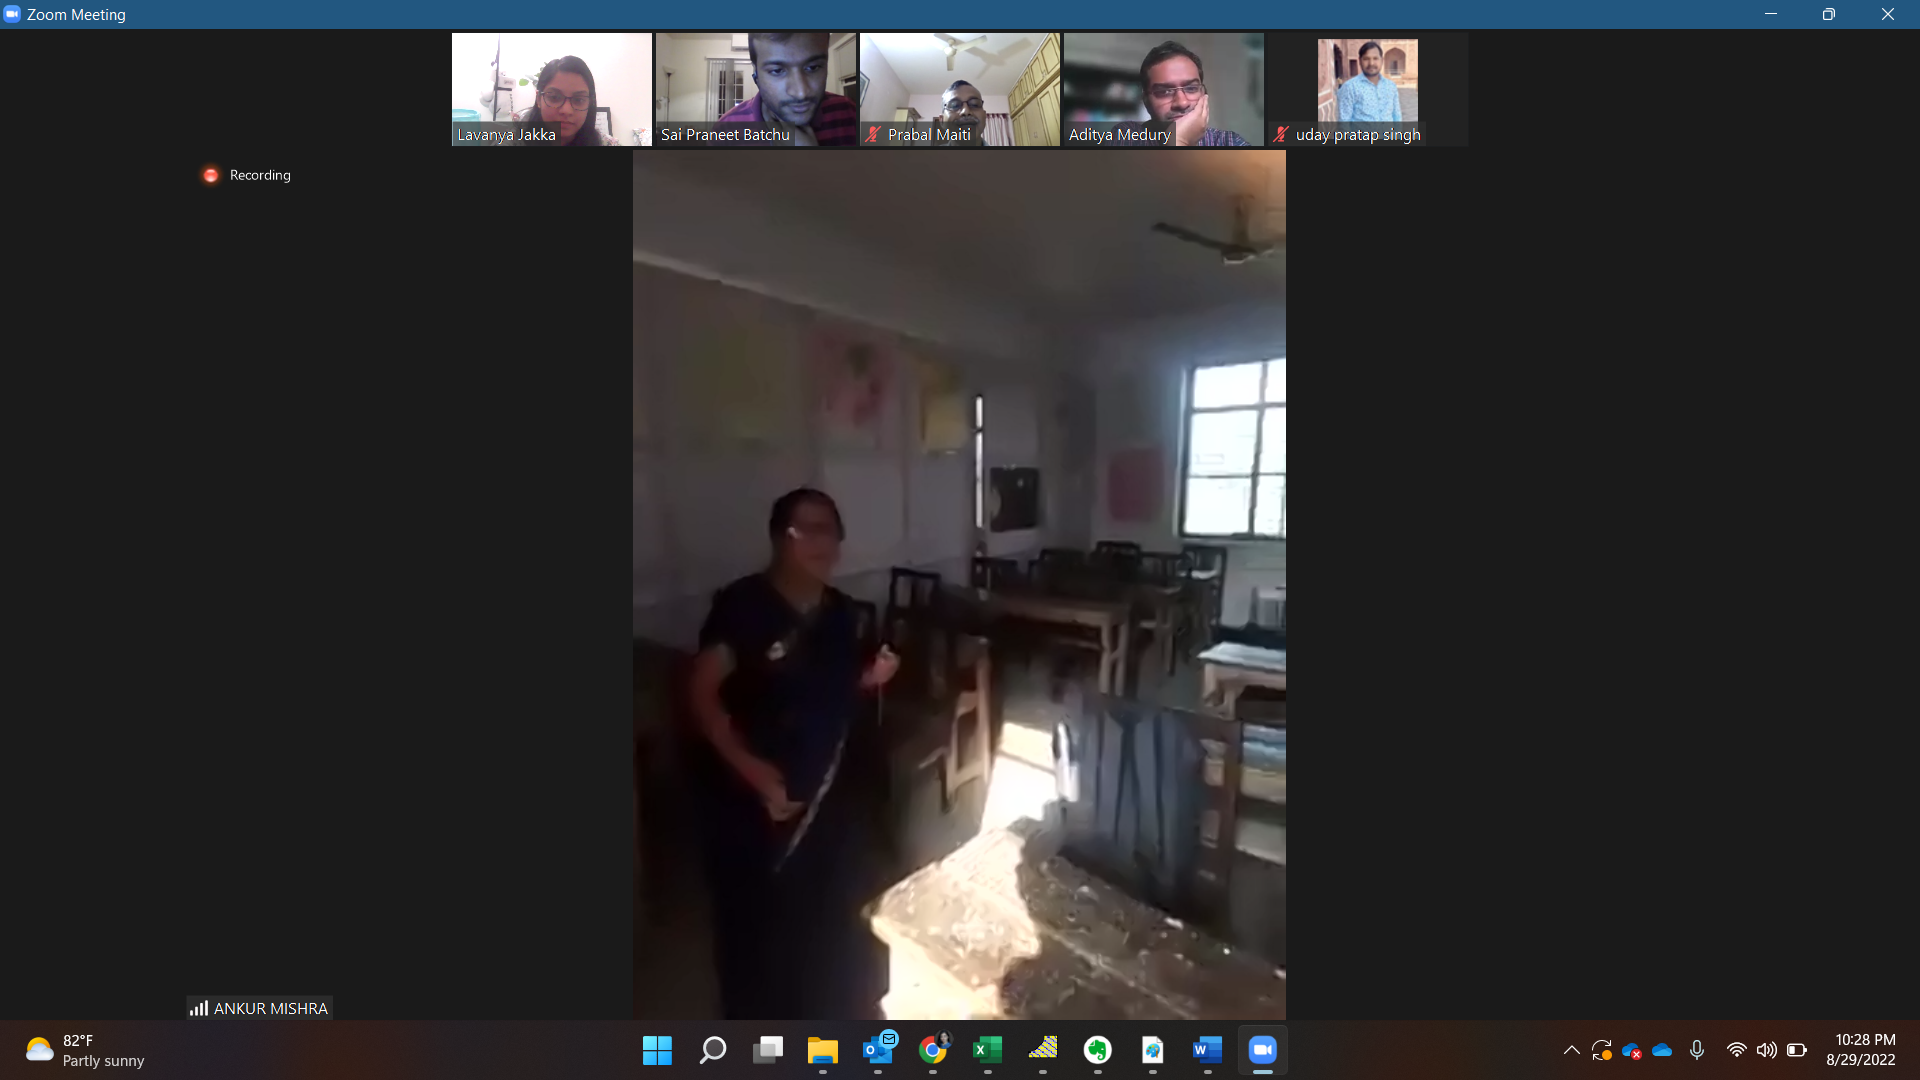 Zoom Meeting
Lavanya Jakka
Sai Praneet Batchu
Prabal Maiti
Aditya Medury
uday pratap singh
Recording
ANKUR MISHRA
82°F
Partly sunny
10:28 PM
8/29/2022